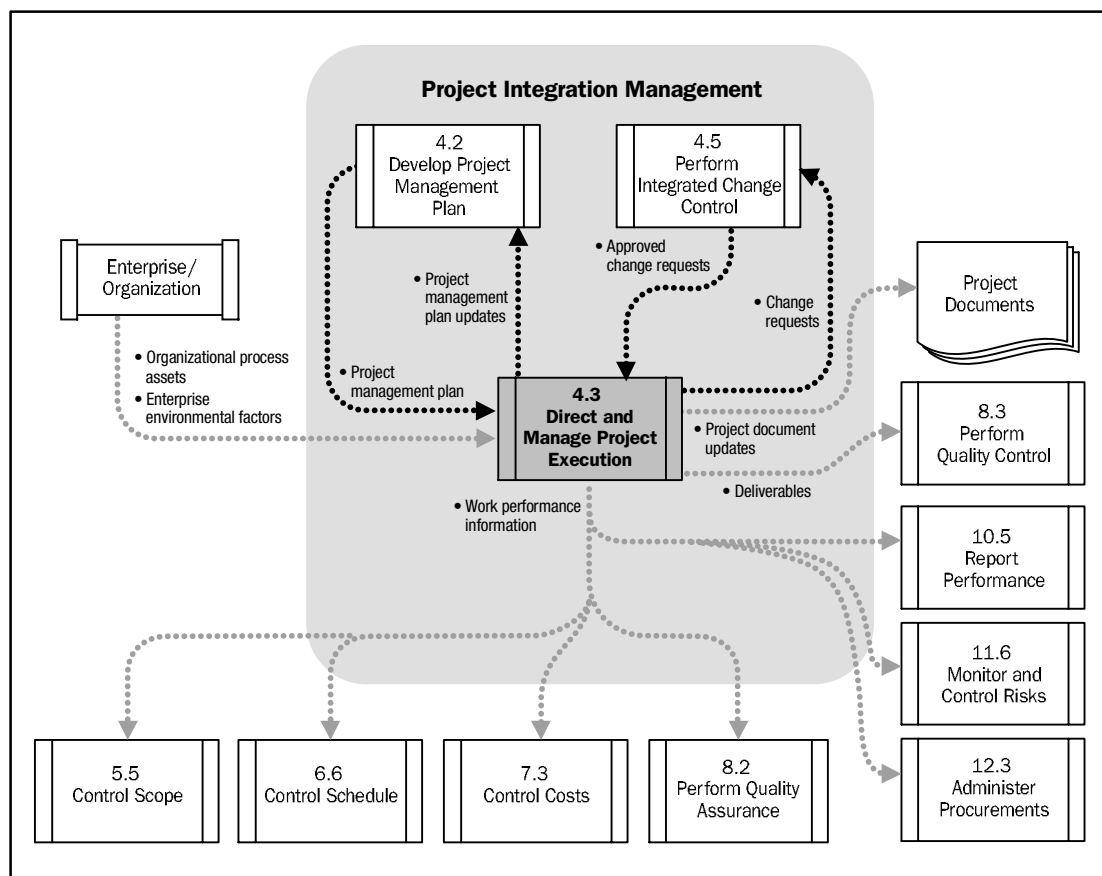 Project Integration Management
4.2
Develop Project
Management
Plan
4.5
Perform
Integrated Change
Control
Enterprise/
Organization
• Approved
change requests
• Project
management
plan updates
• Change
requests
Project
Documents
• Organizational process
assets
• Enterprise
environmental factors
• Project
management plan
4.3
Direct and
Manage Project
Execution
• Project document
updates
8.3
Perform
Quality Control
• Deliverables
• Work performance
information
10.5
Report
Performance
11.6
Monitor and
Control Risks
5.5
Control Scope
6.6
Control Schedule
7.3
Control Costs
8.2
Perform Quality
Assurance
12.3
Administer
Procurements